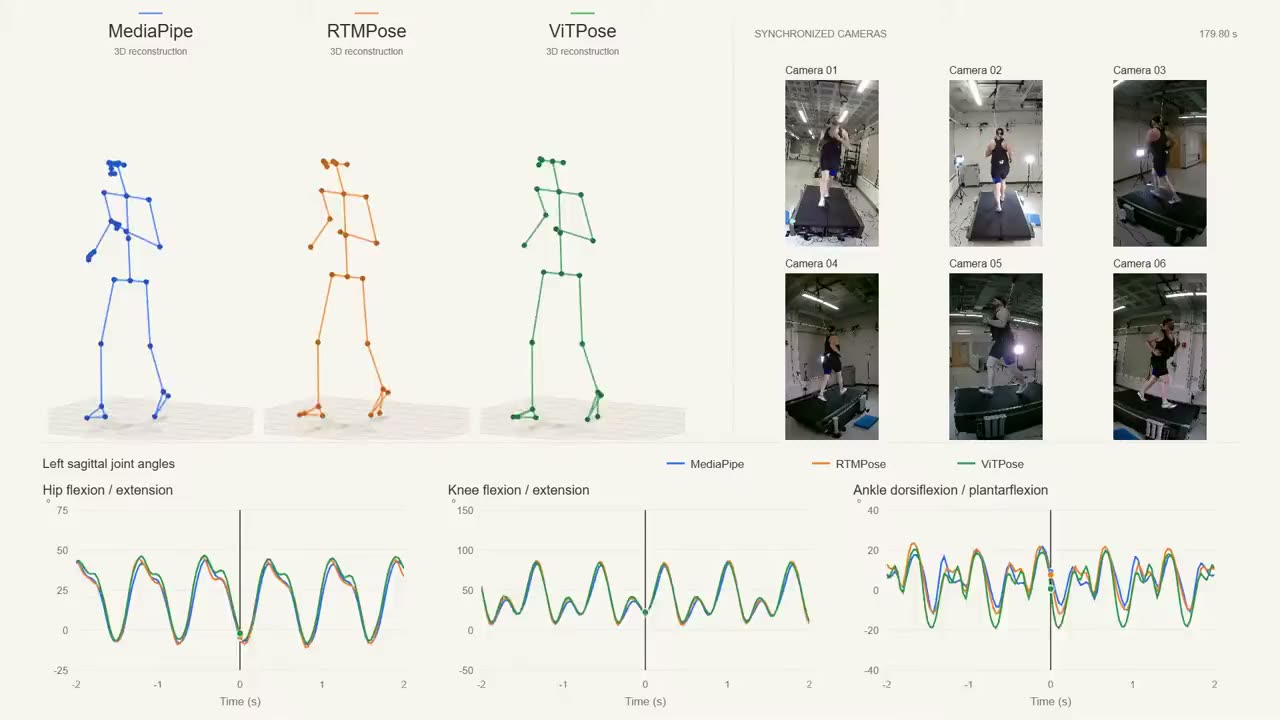 MediaPipe
3D reconstruction
RTMPose
3D reconstruction
ViTPose
3D reconstruction
SYNCHRONIZED CAMERAS
179.80 s
Camera 01
Camera 02
Camera 03
Camera 04
Camera 05
Camera 06
Left sagittal joint angles
MediaPipe
RTMPose
ViTPose
Hip flexion / extension
°
75
50
25
0
-25
-2
-1
0
1
2
Time (s)
Knee flexion / extension
°
150
100
50
0
-50
-2
-1
0
1
2
Time (s)
Ankle dorsiflexion / plantarflexion
°
40
20
0
-20
-40
-2
-1
0
1
2
Time (s)